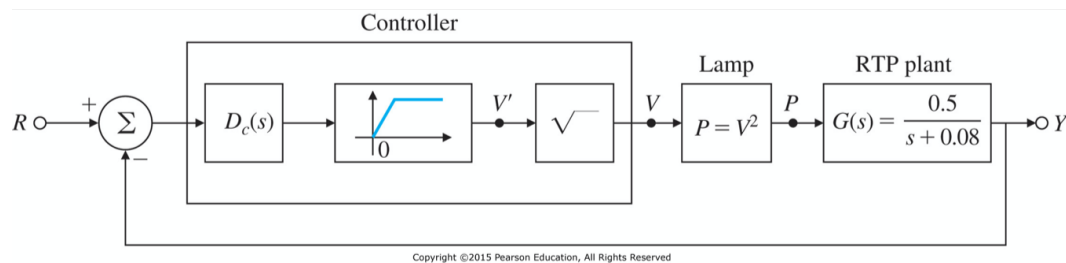 Controller
Lamp
RTP plant
R
+
Σ
−
D_c(s)
0
V′
√
V
P = V²
P
G(s) = 0.5 / s + 0.08
Y
Copyright ©2015 Pearson Education, All Rights Reserved